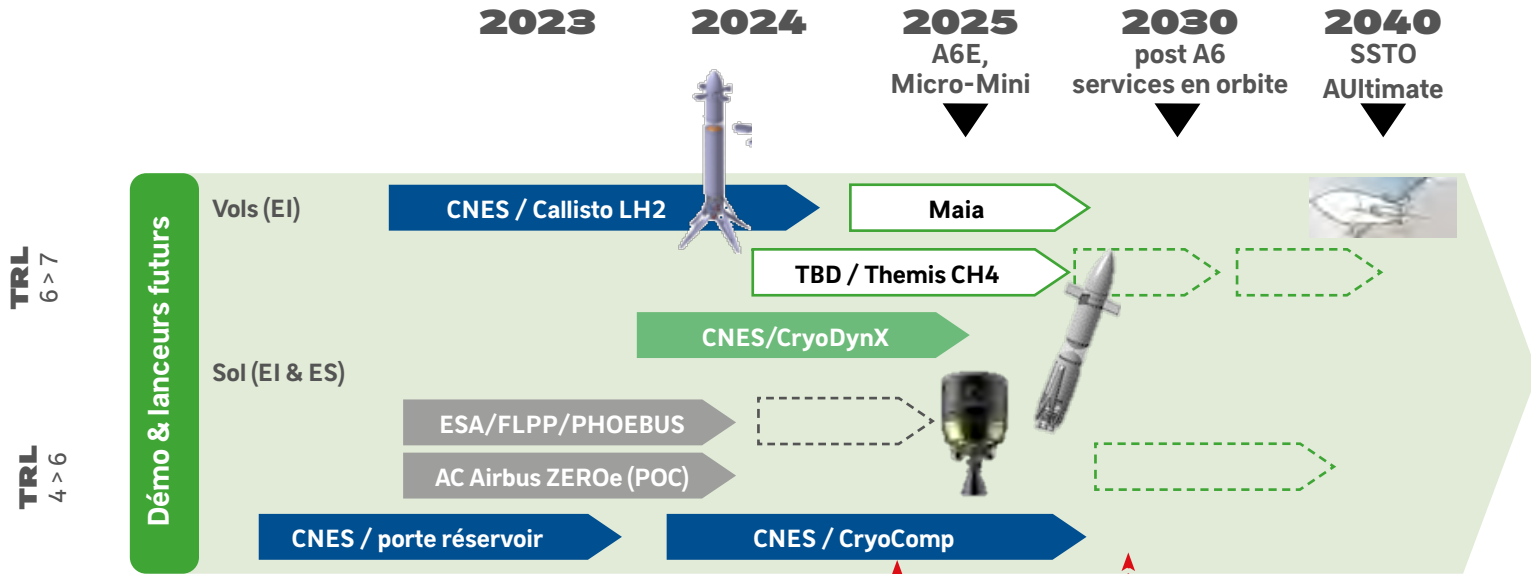 2023 2024 2025 2030 2040
A6E, post A6 SSTO
Micro-Mini services en orbite AUltimate
Démo & lanceurs futurs
TRL
6 > 7
TRL
4 > 6
Vols (EI)
CNES / Callisto LH2
Maia
TBD / Themis CH4
CNES/CryoDynX
Sol (EI & ES)
ESA/FLPP/PHOEBUS
AC Airbus ZEROe (POC)
CNES / porte réservoir
CNES / CryoComp